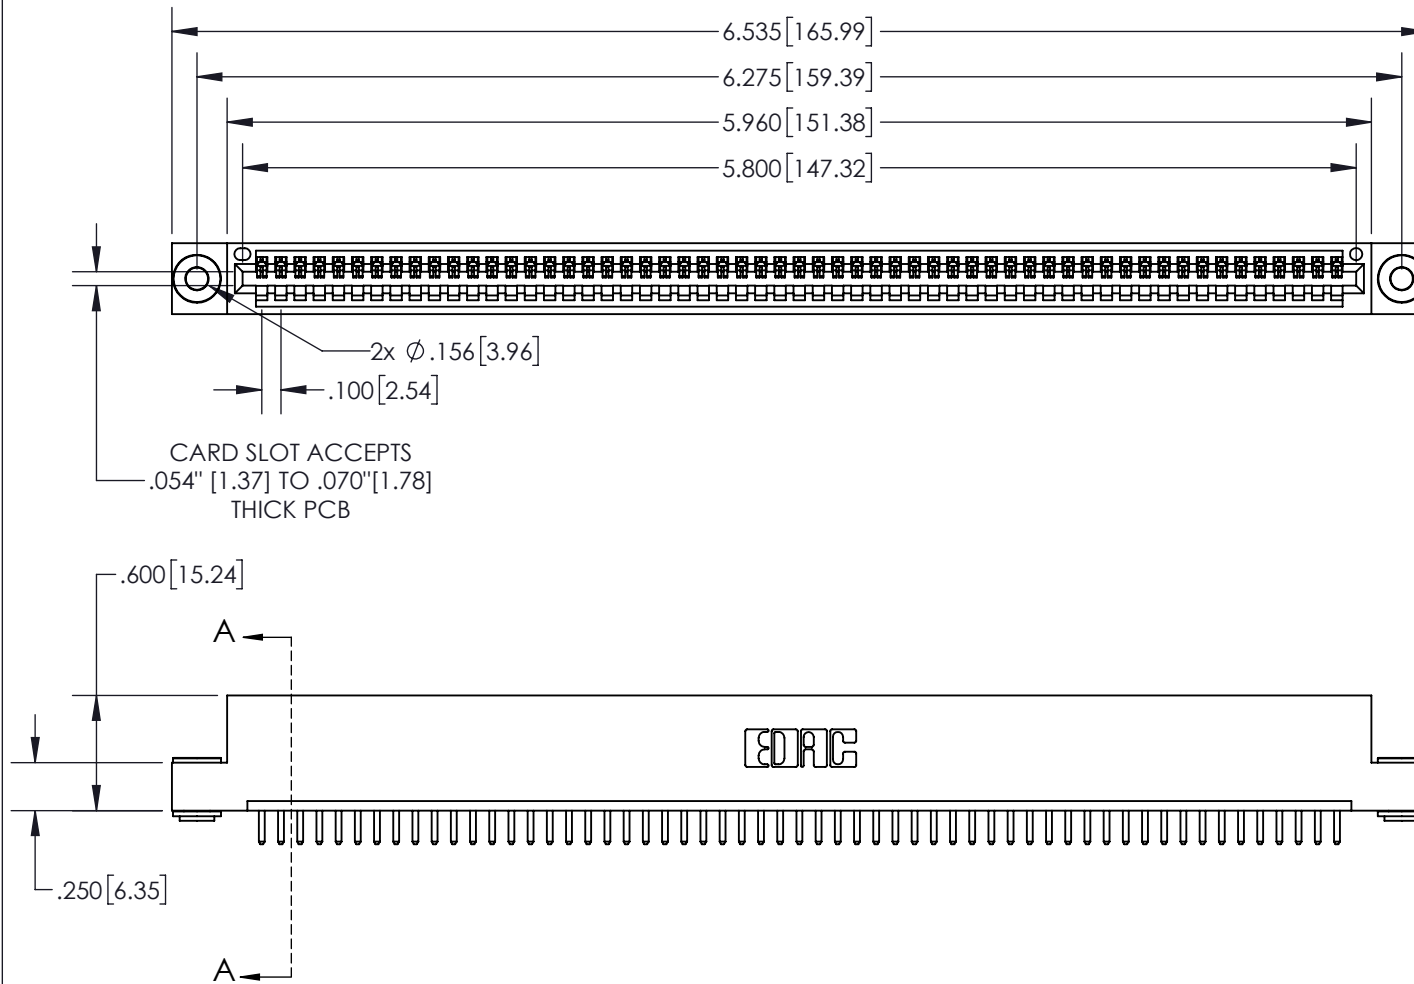 6.535[165.99]
6.275[159.39]
5.960[151.38]
5.800[147.32]
2x Ø.156[3.96]
.100[2.54]
CARD SLOT ACCEPTS
.054" [1.37] TO .070"[1.78]
THICK PCB
.600[15.24]
A
EDAC
.250[6.35]
A